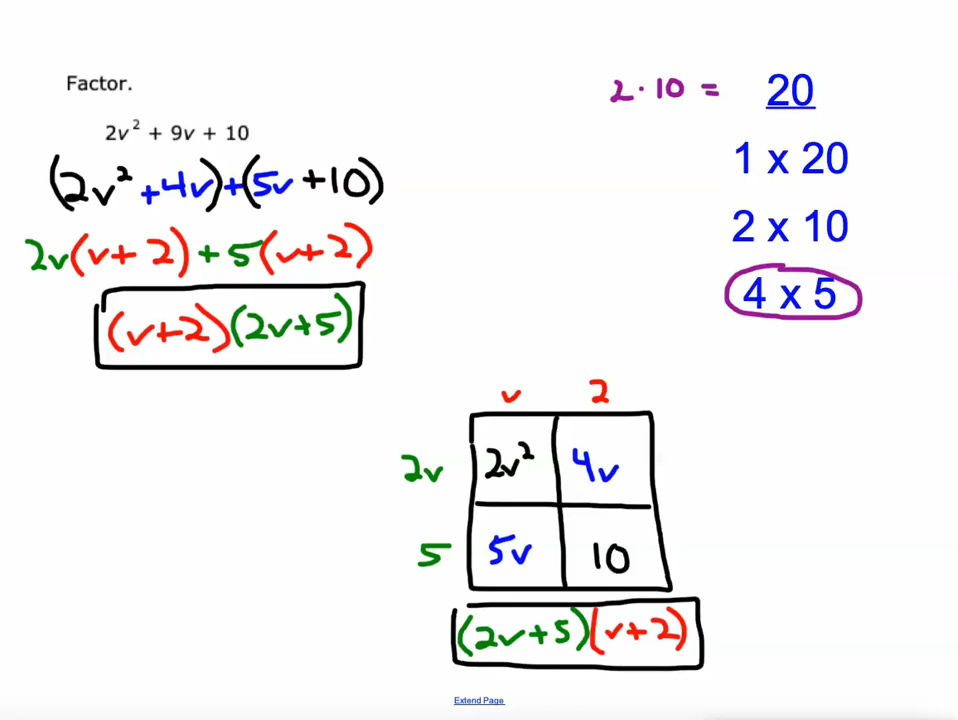 Factor.
2v² + 9v + 10
(2v² +4v)+(5v +10)
2v(v+ 2) + 5(v+2)
(v+2)(2v+5)
2 · 10 = 20
1 x 20
2 x 10
4 x 5
v 2
2v 2v² 4v
5 5v 10
(2v+5)(v+2)
Extend Page